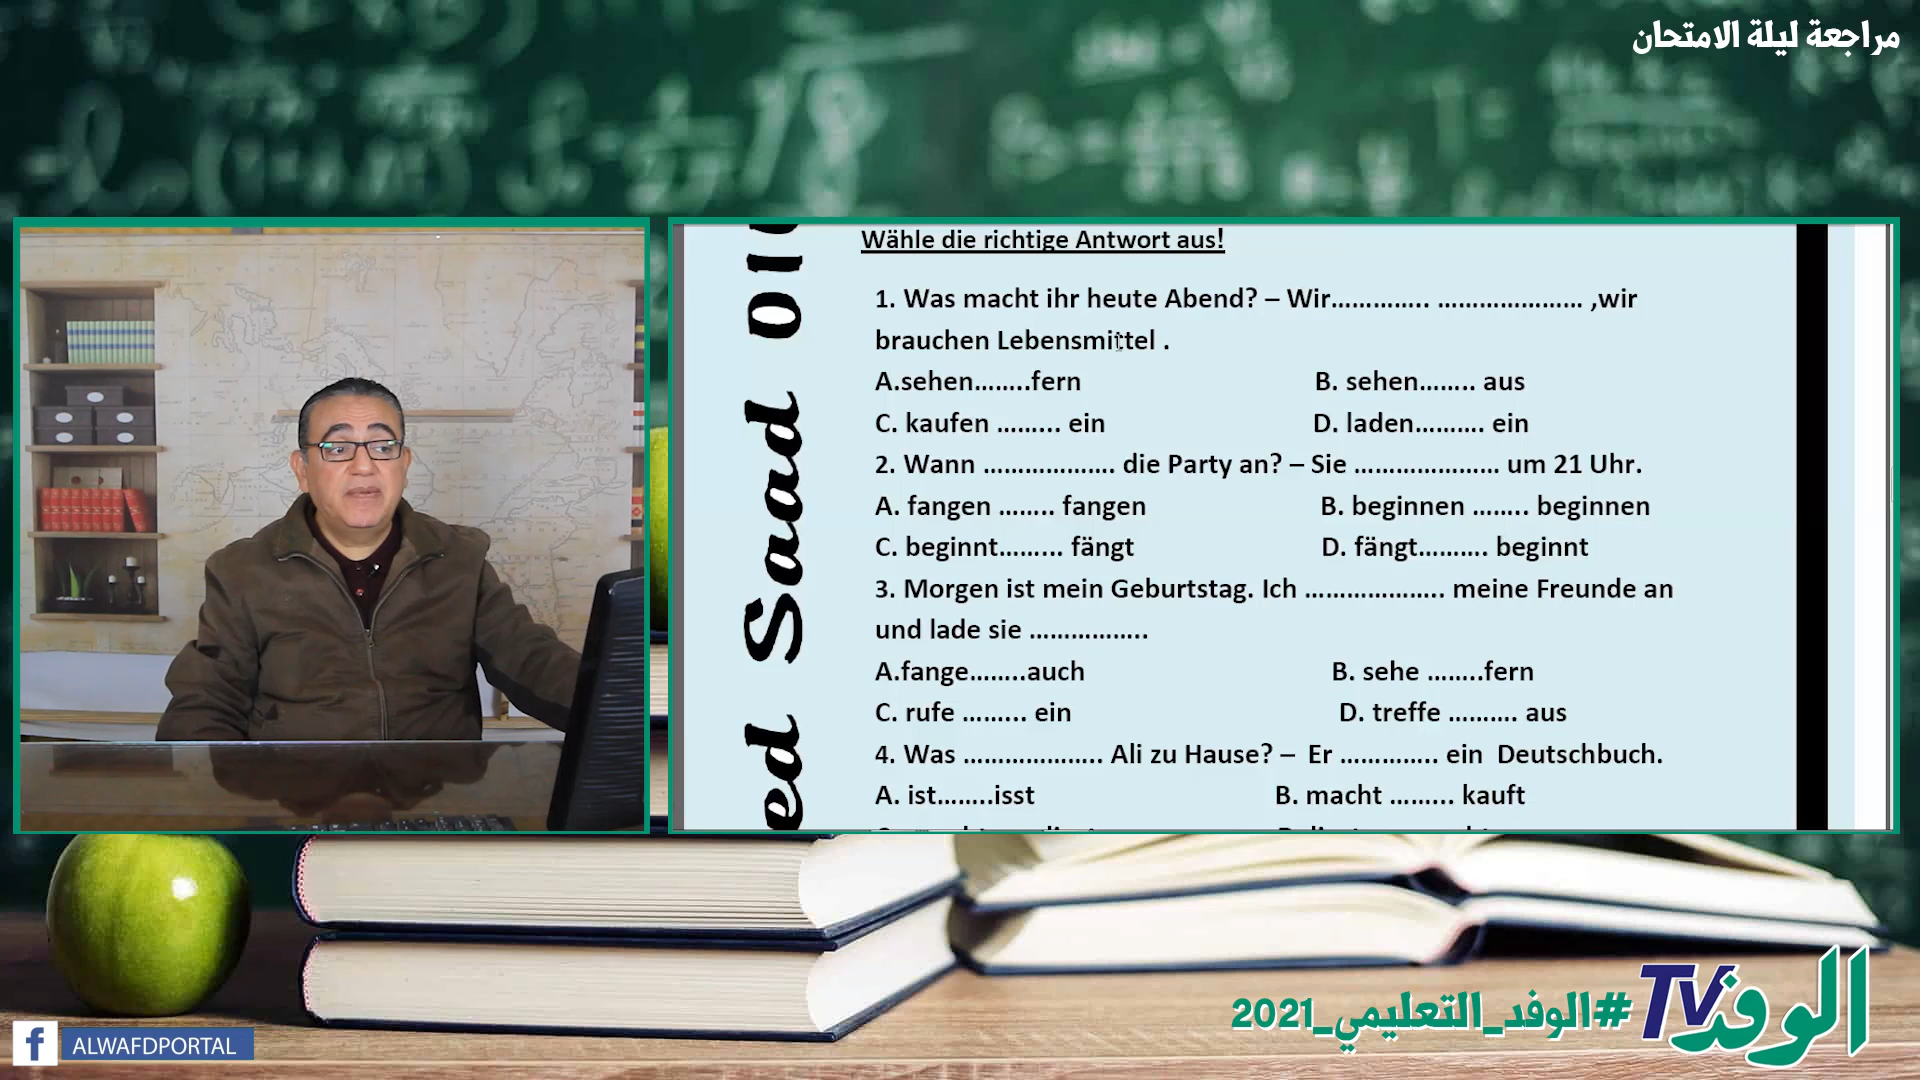 مراجعة ليلة الامتحان
Wähle die richtige Antwort aus!
1. Was macht ihr heute Abend? – Wir………….. ………………… ,wir
brauchen Lebensmittel .
A.sehen……..fern B. sehen…….. aus
C. kaufen ……... ein D. laden………. ein
2. Wann ………………. die Party an? – Sie ………………… um 21 Uhr.
A. fangen …….. fangen B. beginnen …….. beginnen
C. beginnt……... fängt D. fängt………. beginnt
3. Morgen ist mein Geburtstag. Ich ……………….. meine Freunde an
und lade sie ……………..
A.fange……..auch B. sehe ……..fern
C. rufe ……... ein D. treffe ………. aus
4. Was ……………….. Ali zu Hause? – Er ………….. ein Deutschbuch.
A. ist……..isst B. macht ……... kauft
ed Saad 010
#الوفد_التعليمي_2021
الوفد TV
f ALWAFDPORTAL